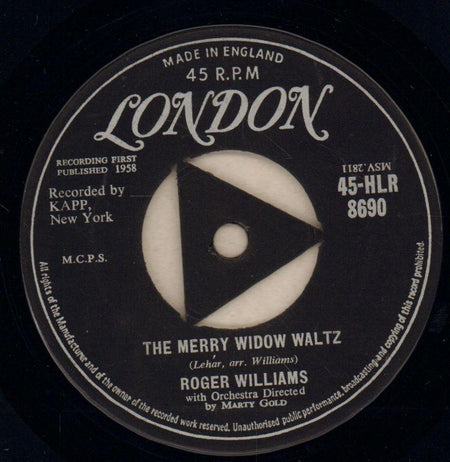 MADE IN ENGLAND
45 R.P.M
LONDON
RECORDING FIRST
PUBLISHED 1958
Recorded by
KAPP,
New York
M.C.P.S.
MSV.2811
45-HLR
8690
THE MERRY WIDOW WALTZ
(Lehár, arr. Williams)
ROGER WILLIAMS
with Orchestra Directed
by MARTY GOLD
All rights of the Manufacturer and of the owner of the recorded work reserved. Unauthorised public performance, broadcasting and copying of this record prohibited.